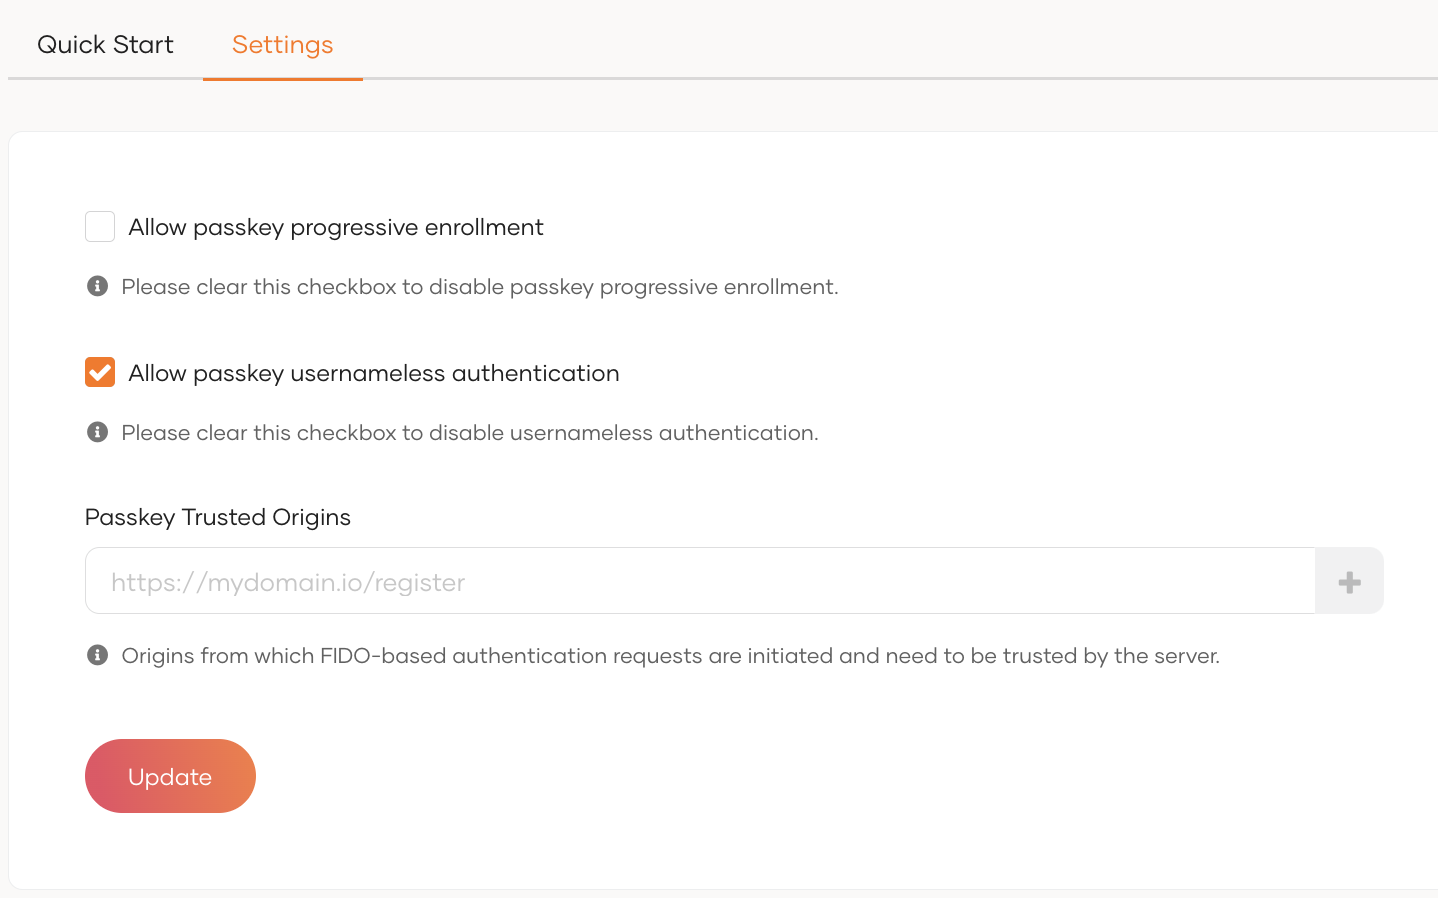 Quick Start
Settings
Allow passkey progressive enrollment
Please clear this checkbox to disable passkey progressive enrollment.
Allow passkey usernameless authentication
Please clear this checkbox to disable usernameless authentication.
Passkey Trusted Origins
https://mydomain.io/register
Origins from which FIDO-based authentication requests are initiated and need to be trusted by the server.
Update